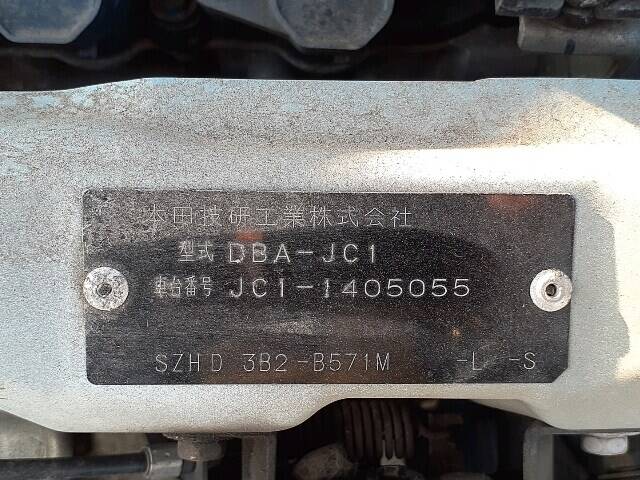 本田技研工業株式会社
型式 DBA-JC1
車台番号 JC1-1405055
SZHD 3B2-B571M -L -S